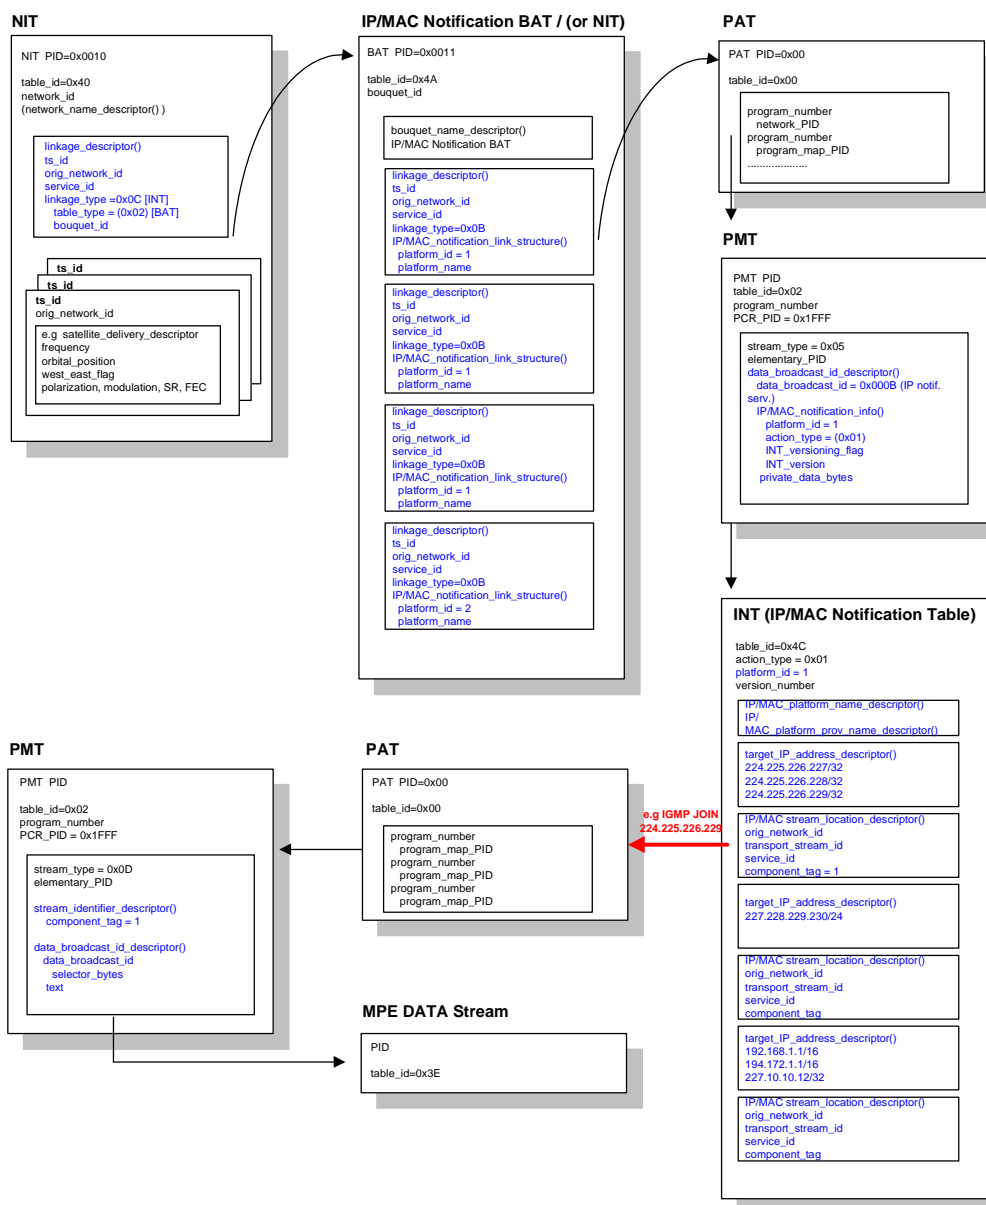 NIT
NIT PID=0x0010
table_id=0x40
network_id
(network_name_descriptor() )
linkage_descriptor()
ts_id
orig_network_id
service_id
linkage_type =0x0C [INT]
table_type = (0x02) [BAT]
bouquet_id
ts_id
ts_id
ts_id
orig_network_id
e.g satellite_delivery_descriptor
frequency
orbital_position
west_east_flag
polarization, modulation, SR, FEC
IP/MAC Notification BAT / (or NIT)
BAT PID=0x0011
table_id=0x4A
bouquet_id
bouquet_name_descriptor()
IP/MAC Notification BAT
linkage_descriptor()
ts_id
orig_network_id
service_id
linkage_type=0x0B
IP/MAC_notification_link_structure()
platform_id = 1
platform_name
linkage_descriptor()
ts_id
orig_network_id
service_id
linkage_type=0x0B
IP/MAC_notification_link_structure()
platform_id = 1
platform_name
linkage_descriptor()
ts_id
orig_network_id
service_id
linkage_type=0x0B
IP/MAC_notification_link_structure()
platform_id = 1
platform_name
linkage_descriptor()
ts_id
orig_network_id
service_id
linkage_type=0x0B
IP/MAC_notification_link_structure()
platform_id = 2
platform_name
PAT
PAT PID=0x00
table_id=0x00
program_number
network_PID
program_number
program_map_PID
....................
PMT
PMT PID
table_id=0x02
program_number
PCR_PID = 0x1FFF
stream_type = 0x05
elementary_PID
data_broadcast_id_descriptor()
data_broadcast_id = 0x000B (IP notif.
serv.)
IP/MAC_notification_info()
platform_id = 1
action_type = (0x01)
INT_versioning_flag
INT_version
private_data_bytes
INT (IP/MAC Notification Table)
table_id=0x4C
action_type = 0x01
platform_id = 1
version_number
IP/MAC_platform_name_descriptor()
IP/
MAC_platform_prov_name_descriptor()
target_IP_address_descriptor()
224.225.226.227/32
224.225.226.228/32
224.225.226.229/32
IP/MAC stream_location_descriptor()
orig_network_id
transport_stream_id
service_id
component_tag = 1
target_IP_address_descriptor()
227.228.229.230/24
IP/MAC stream_location_descriptor()
orig_network_id
transport_stream_id
service_id
component_tag
target_IP_address_descriptor()
192.168.1.1/16
194.172.1.1/16
227.10.10.12/32
IP/MAC stream_location_descriptor()
orig_network_id
transport_stream_id
service_id
component_tag
e.g IGMP JOIN
224.225.226.229
PAT
PAT PID=0x00
table_id=0x00
program_number
program_map_PID
program_number
program_map_PID
program_number
program_map_PID
PMT
PMT PID
table_id=0x02
program_number
PCR_PID = 0x1FFF
stream_type = 0x0D
elementary_PID
stream_identifier_descriptor()
component_tag = 1
data_broadcast_id_descriptor()
data_broadcast_id
selector_bytes
text
MPE DATA Stream
PID
table_id=0x3E